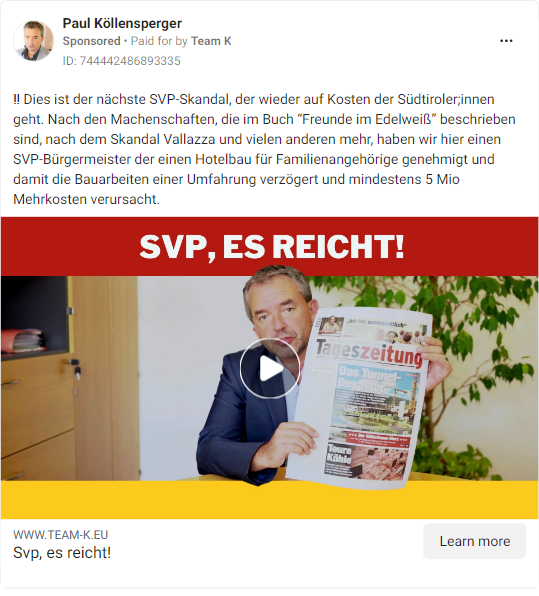 Paul Köllensperger
Sponsored • Paid for by Team K
ID: 744442486893335
!! Dies ist der nächste SVP-Skandal, der wieder auf Kosten der Südtiroler;innen
geht. Nach den Machenschaften, die im Buch “Freunde im Edelweiß” beschrieben
sind, nach dem Skandal Vallazza und vielen anderen mehr, haben wir hier einen
SVP-Bürgermeister der einen Hotelbau für Familienangehörige genehmigt und
damit die Bauarbeiten einer Umfahrung verzögert und mindestens 5 Mio
Mehrkosten verursacht.
SVP, ES REICHT!
Tageszeitung
Das Tunnel-
Teure
Kühle
WWW.TEAM-K.EU
Svp, es reicht!
Learn more